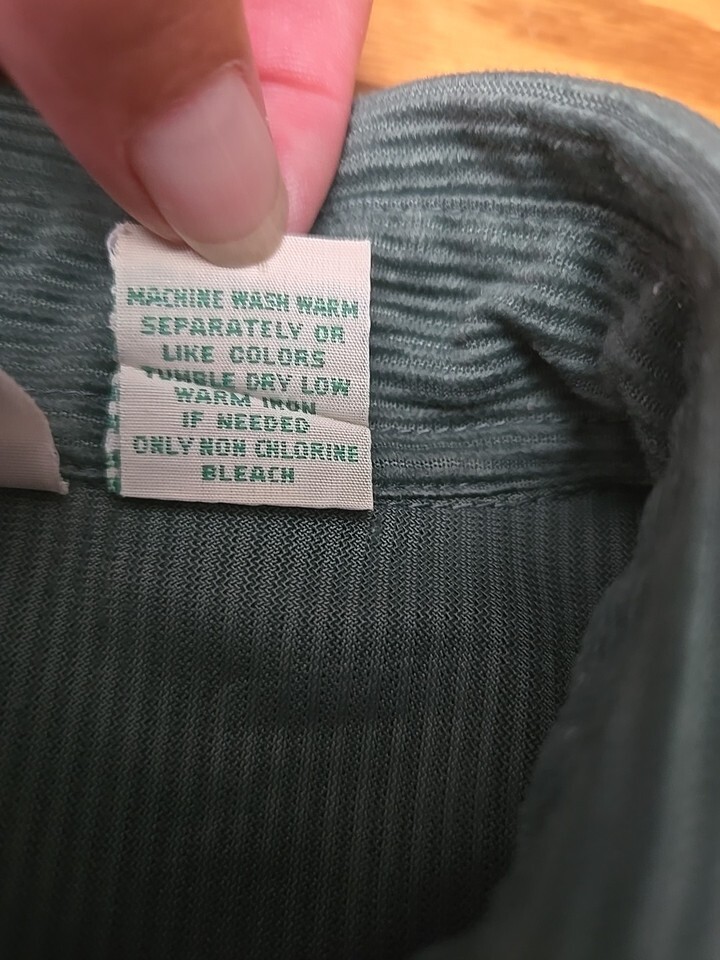 MACHINE WASH WARM
SEPARATELY OR
LIKE COLORS
TUMBLE DRY LOW
WARM IRON
IF NEEDED
ONLY NON CHLORINE
BLEACH